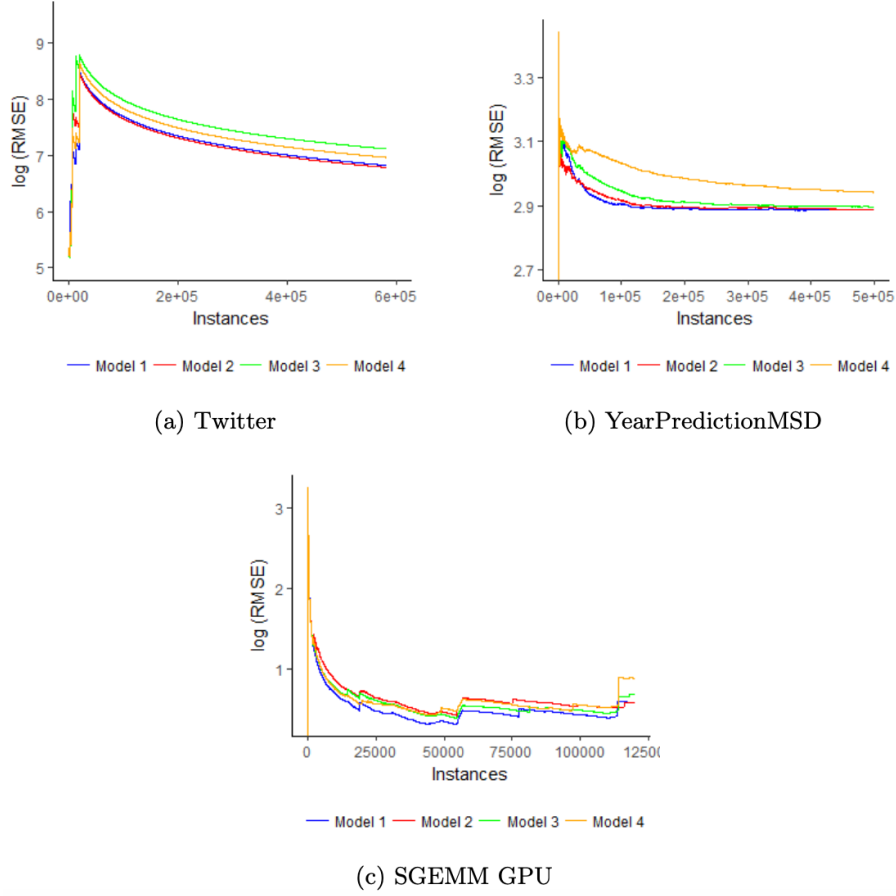 9
8
7
6
5
log (RMSE)
0e+00 2e+05 4e+05 6e+05
Instances
Model 1 Model 2 Model 3 Model 4
(a) Twitter
3.3
3.1
2.9
2.7
log (RMSE)
0e+00 1e+05 2e+05 3e+05 4e+05 5e+05
Instances
Model 1 Model 2 Model 3 Model 4
(b) YearPredictionMSD
3
2
1
log (RMSE)
0 25000 50000 75000 100000 12500
Instances
Model 1 Model 2 Model 3 Model 4
(c) SGEMM GPU